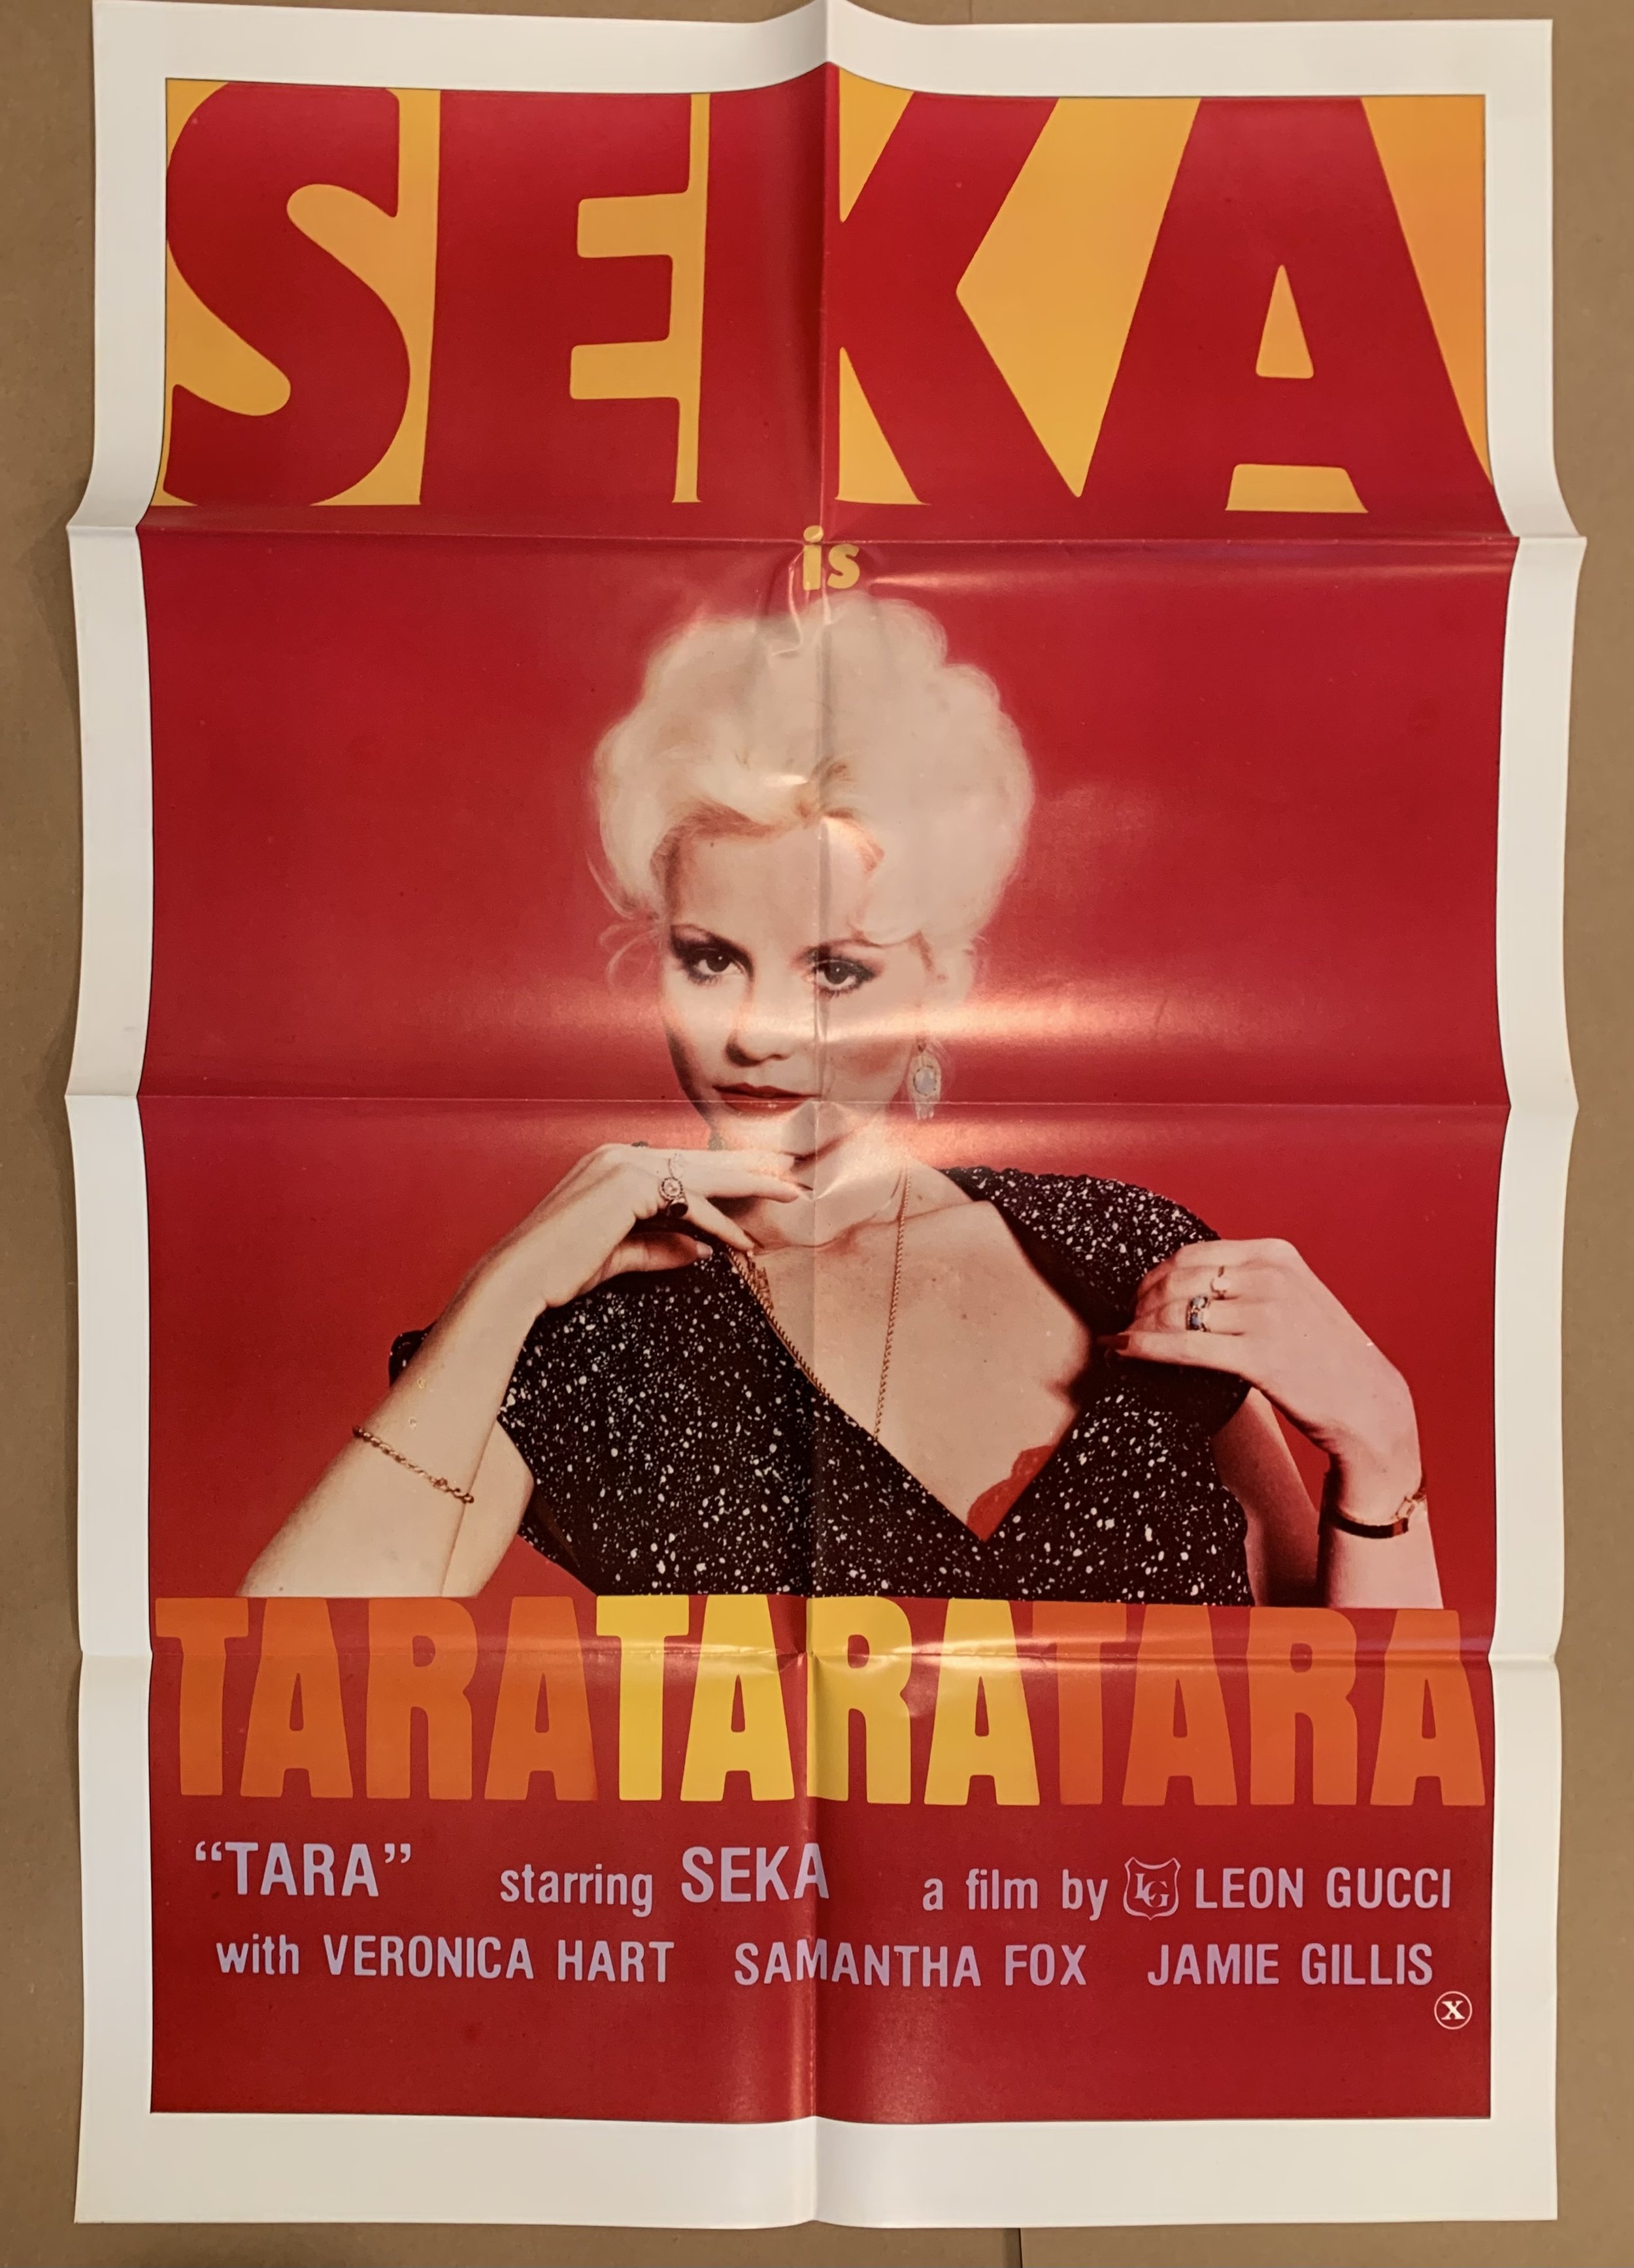 SEKA
is
TARATARATARA
“TARA” starring SEKA a film by LG LEON GUCCI
with VERONICA HART SAMANTHA FOX JAMIE GILLIS
X